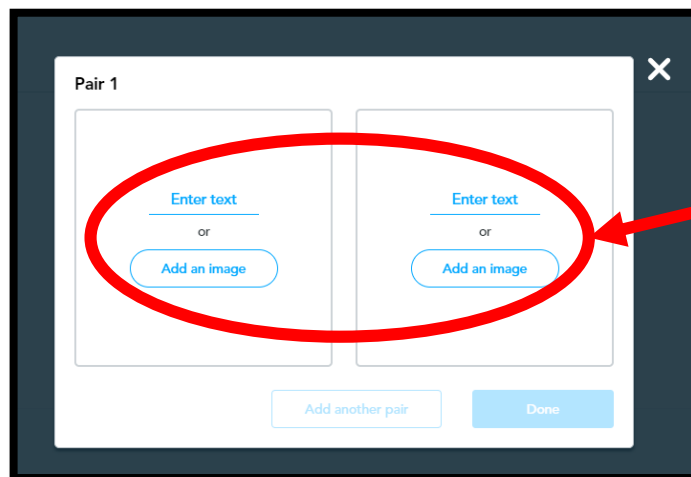 Pair 1
Enter text
or
Add an image
Enter text
or
Add an image
Add another pair
Done